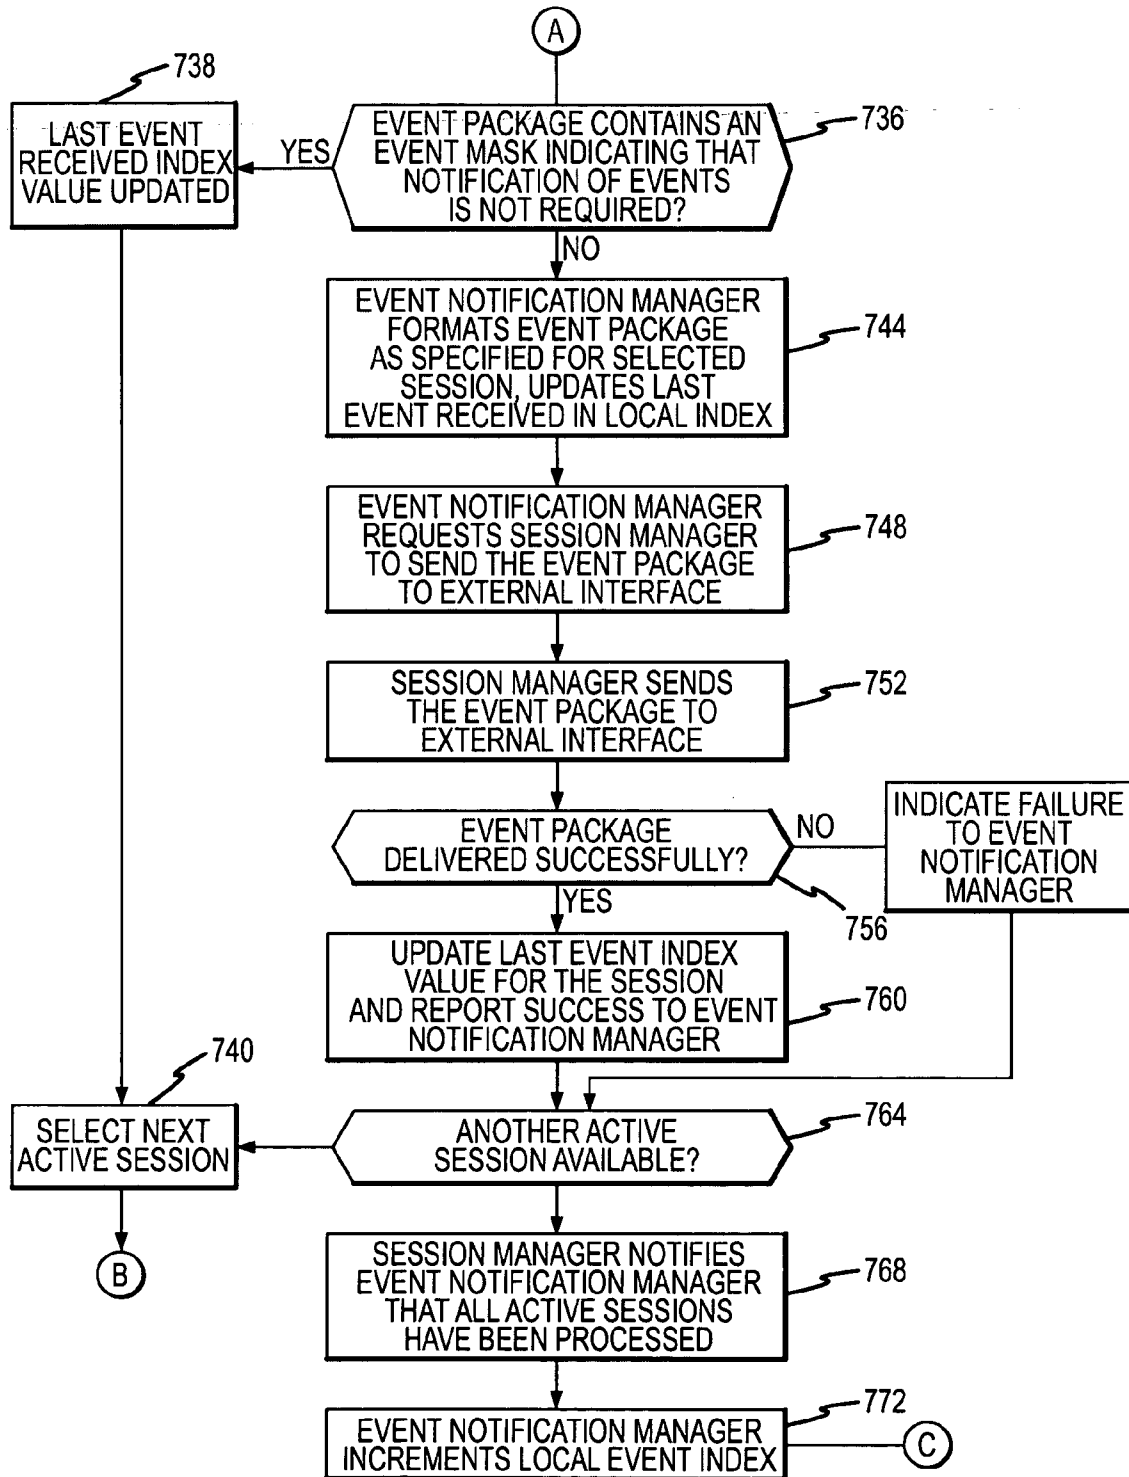 A
738
LAST EVENT
RECEIVED INDEX
VALUE UPDATED
YES
EVENT PACKAGE CONTAINS AN
EVENT MASK INDICATING THAT
NOTIFICATION OF EVENTS
IS NOT REQUIRED?
736
NO
EVENT NOTIFICATION MANAGER
FORMATS EVENT PACKAGE
AS SPECIFIED FOR SELECTED
SESSION, UPDATES LAST
EVENT RECEIVED IN LOCAL INDEX
744
EVENT NOTIFICATION MANAGER
REQUESTS SESSION MANAGER
TO SEND THE EVENT PACKAGE
TO EXTERNAL INTERFACE
748
SESSION MANAGER SENDS
THE EVENT PACKAGE TO
EXTERNAL INTERFACE
752
EVENT PACKAGE
DELIVERED SUCCESSFULLY?
NO
756
INDICATE FAILURE
TO EVENT
NOTIFICATION
MANAGER
YES
UPDATE LAST EVENT INDEX
VALUE FOR THE SESSION
AND REPORT SUCCESS TO EVENT
NOTIFICATION MANAGER
760
740
SELECT NEXT
ACTIVE SESSION
ANOTHER ACTIVE
SESSION AVAILABLE?
764
B
SESSION MANAGER NOTIFIES
EVENT NOTIFICATION MANAGER
THAT ALL ACTIVE SESSIONS
HAVE BEEN PROCESSED
768
EVENT NOTIFICATION MANAGER
INCREMENTS LOCAL EVENT INDEX
772
C